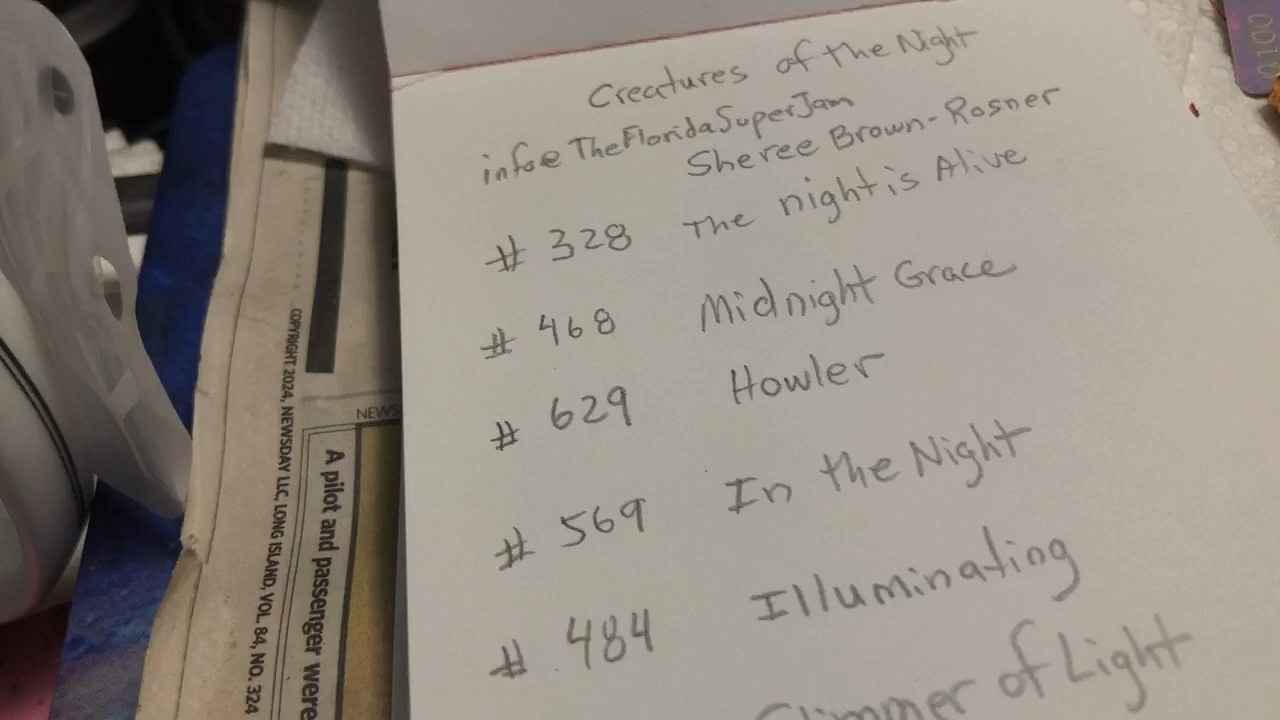 Creatures of the Night
info@TheFloridaSuperJam
Sheree Brown-Rosner
# 328 The night is Alive
# 468 Midnight Grace
# 629 Howler
# 569 In the Night
# 484 Illuminating
Glimmer of Light
COPYRIGHT 2024, NEWSDAY LLC, LONG ISLAND, VOL. 84, NO. 324
NEWS
A pilot and passenger were
0010